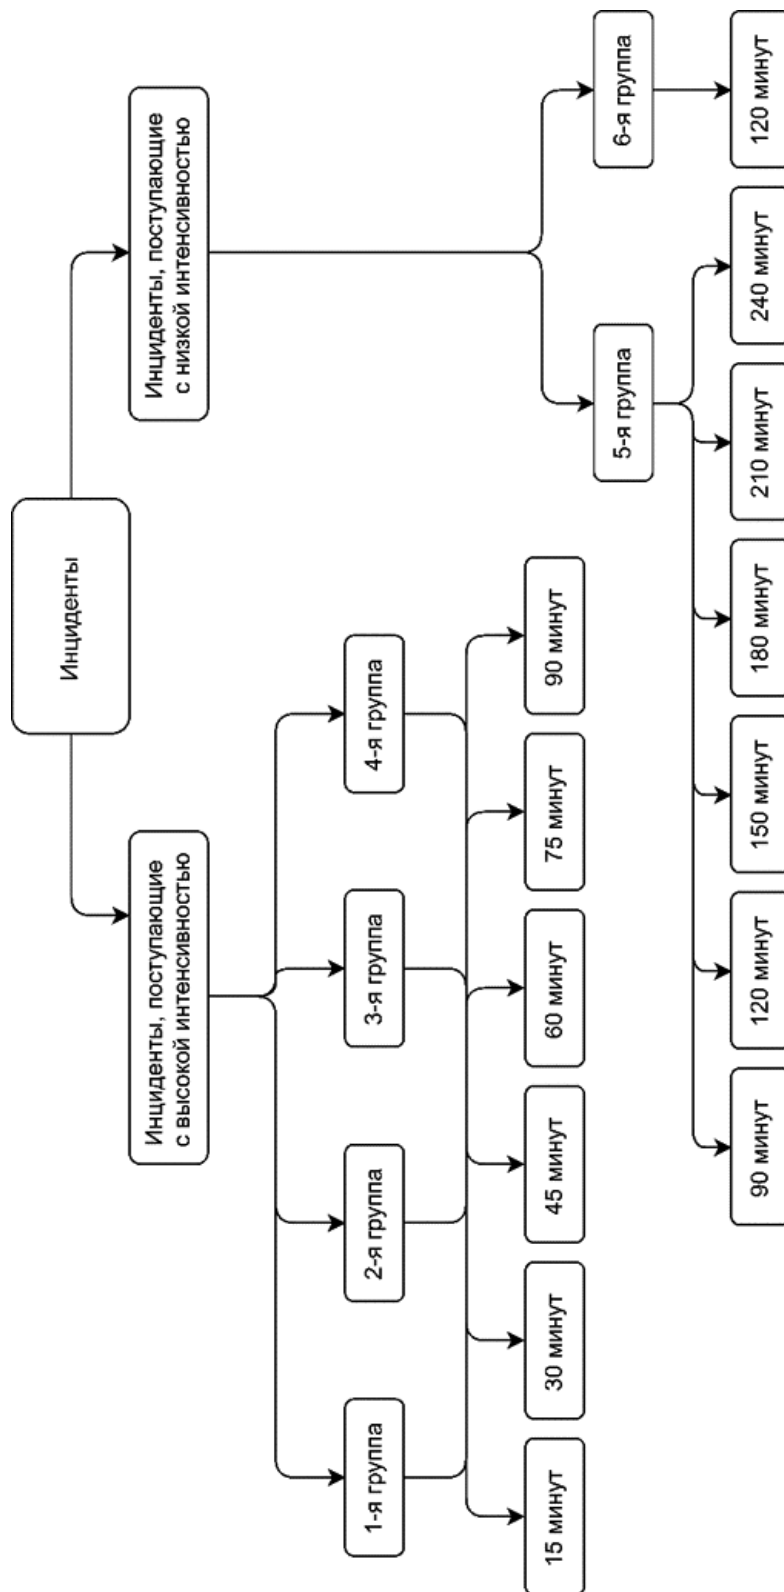 Инциденты
Инциденты, поступающие
с высокой интенсивностью
Инциденты, поступающие
с низкой интенсивностью
1-я группа
2-я группа
3-я группа
4-я группа
15 минут
30 минут
45 минут
60 минут
75 минут
90 минут
5-я группа
6-я группа
90 минут
120 минут
150 минут
180 минут
210 минут
240 минут
120 минут